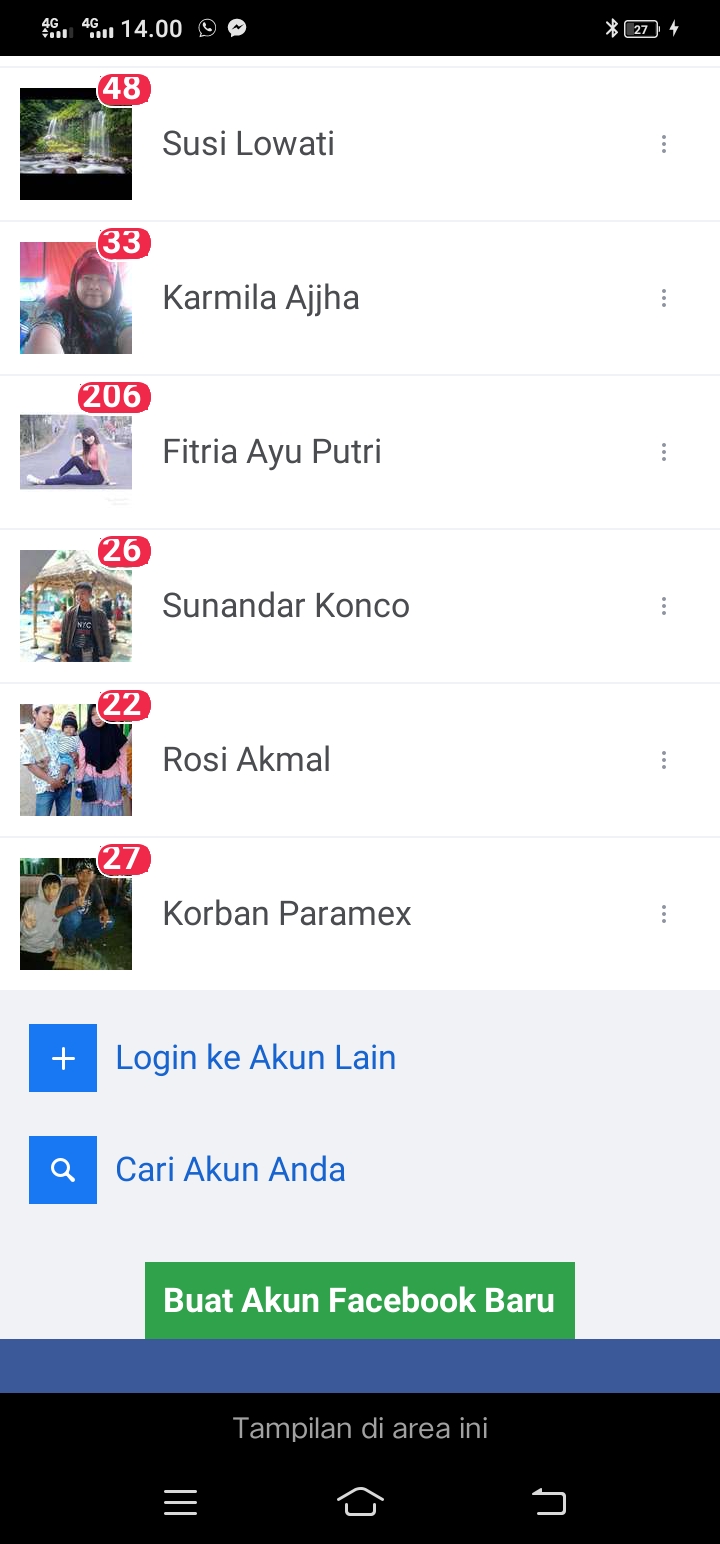 4G 4G 14.00 27
48
Susi Lowati
33
Karmila Ajjha
206
Fitria Ayu Putri
26
Sunandar Konco
NYC
22
Rosi Akmal
27
Korban Paramex
Login ke Akun Lain
Cari Akun Anda
Buat Akun Facebook Baru
Tampilan di area ini